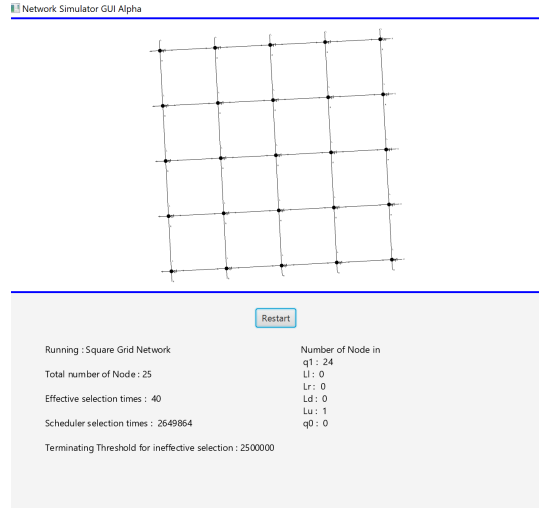 Network Simulator GUI Alpha
Restart
Running : Square Grid Network
Total number of Node : 25
Effective selection times : 40
Scheduler selection times : 2649864
Terminating Threshold for ineffective selection : 2500000
Number of Node in
q1 : 24
Ll : 0
Lr : 0
Ld : 0
Lu : 1
q0 : 0